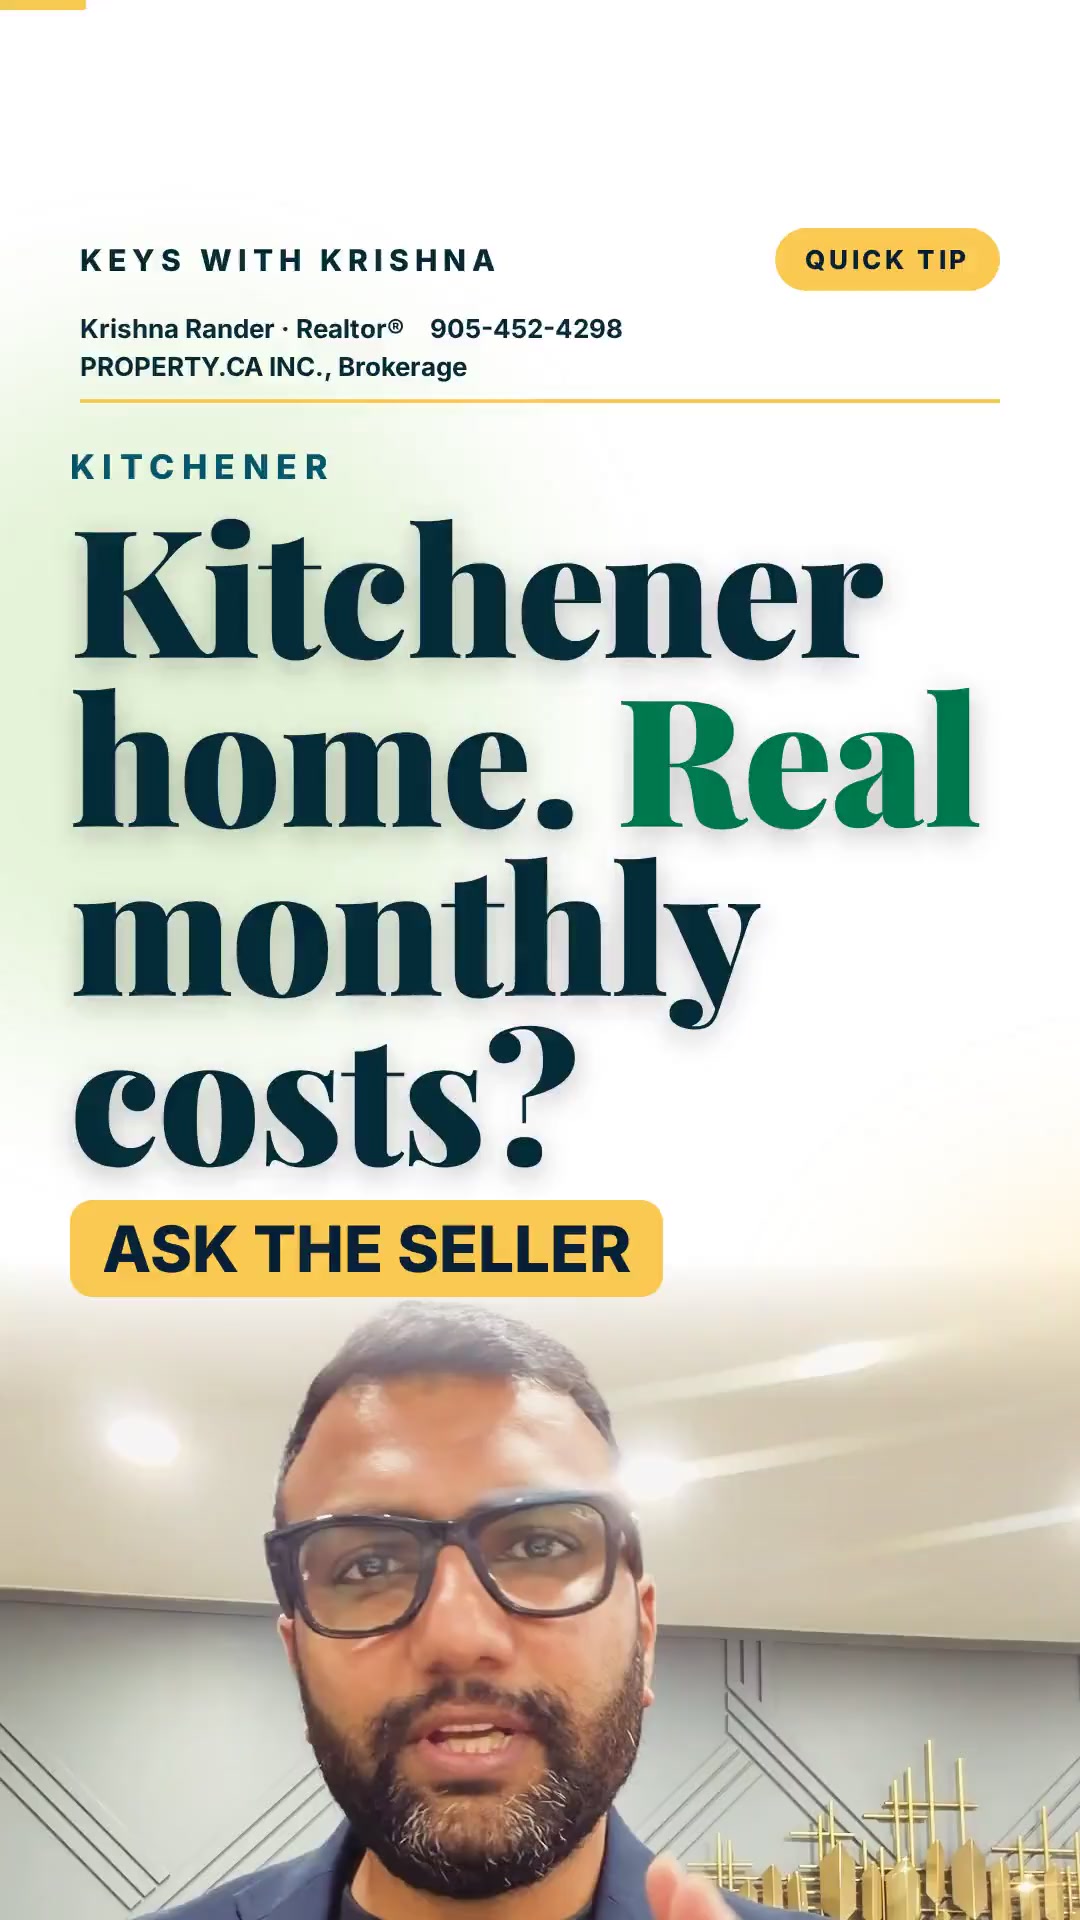 KEYS WITH KRISHNA
QUICK TIP
Krishna Rander · Realtor® 905-452-4298
PROPERTY.CA INC., Brokerage
KITCHENER
Kitchener
home. Real
monthly
costs?
ASK THE SELLER